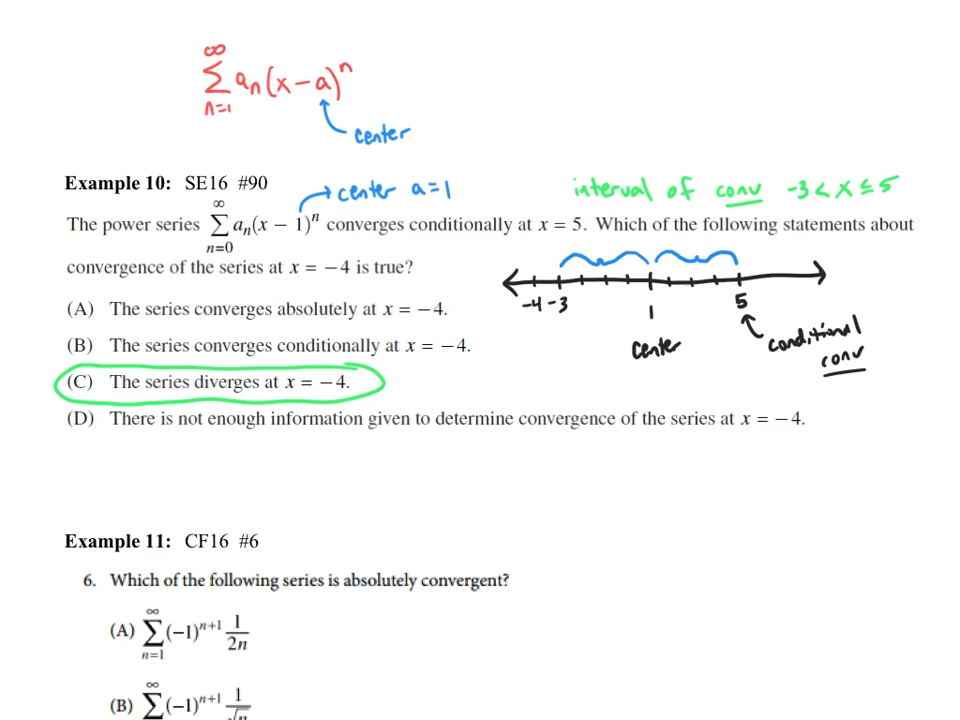 ∞
Σ aₙ(x-a)ⁿ
n=1
center
Example 10: SE16 #90
center a=1
interval of conv -3<x≤5
∞
The power series Σ aₙ(x − 1)ⁿ converges conditionally at x = 5. Which of the following statements about
n=0
convergence of the series at x = −4 is true?
-4 -3 1 5
center
conditional
conv
(A) The series converges absolutely at x = −4.
(B) The series converges conditionally at x = −4.
(C) The series diverges at x = −4.
(D) There is not enough information given to determine convergence of the series at x = −4.
Example 11: CF16 #6
6. Which of the following series is absolutely convergent?
∞
(A) Σ (−1)ⁿ⁺¹ 1/2n
n=1
∞
(B) Σ (−1)ⁿ⁺¹ 1/√n